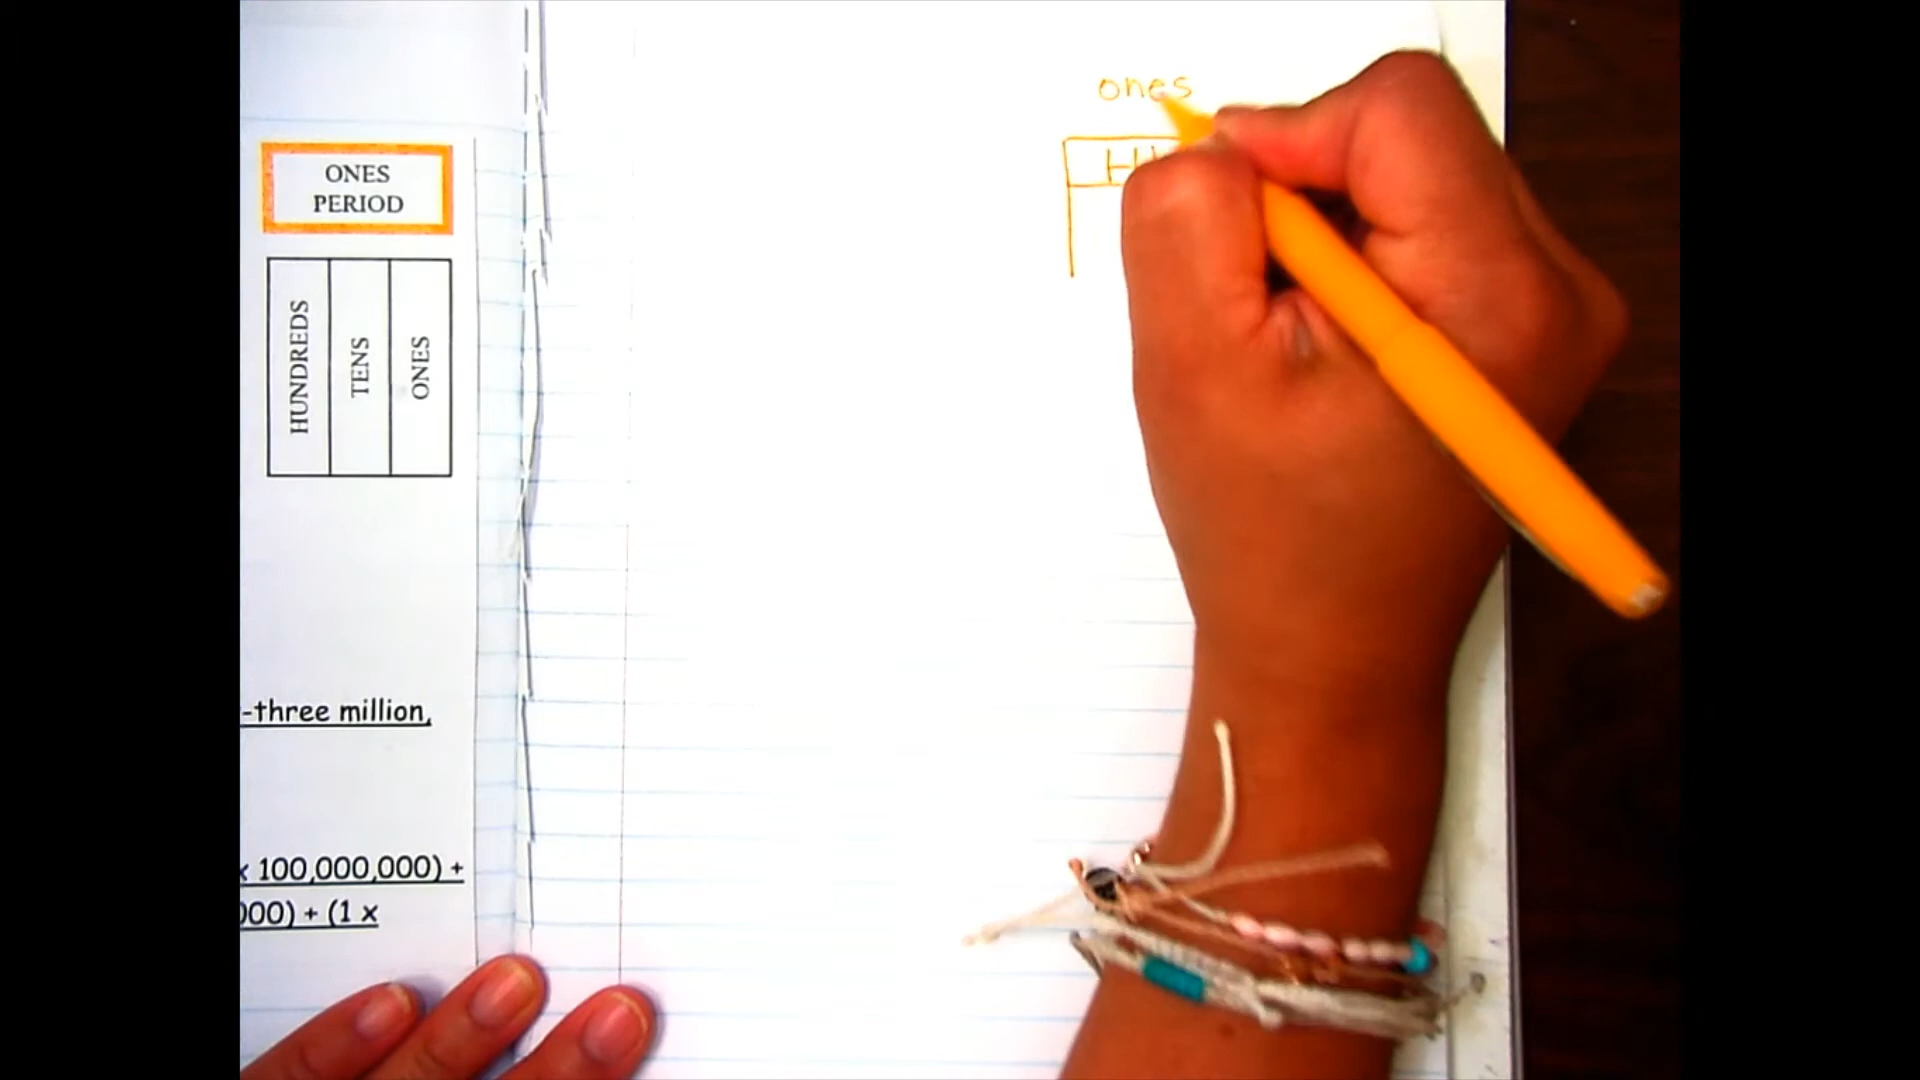 ONES
PERIOD
HUNDREDS
TENS
ONES
-three million,
x 100,000,000) +
000) + (1 x
ones
H